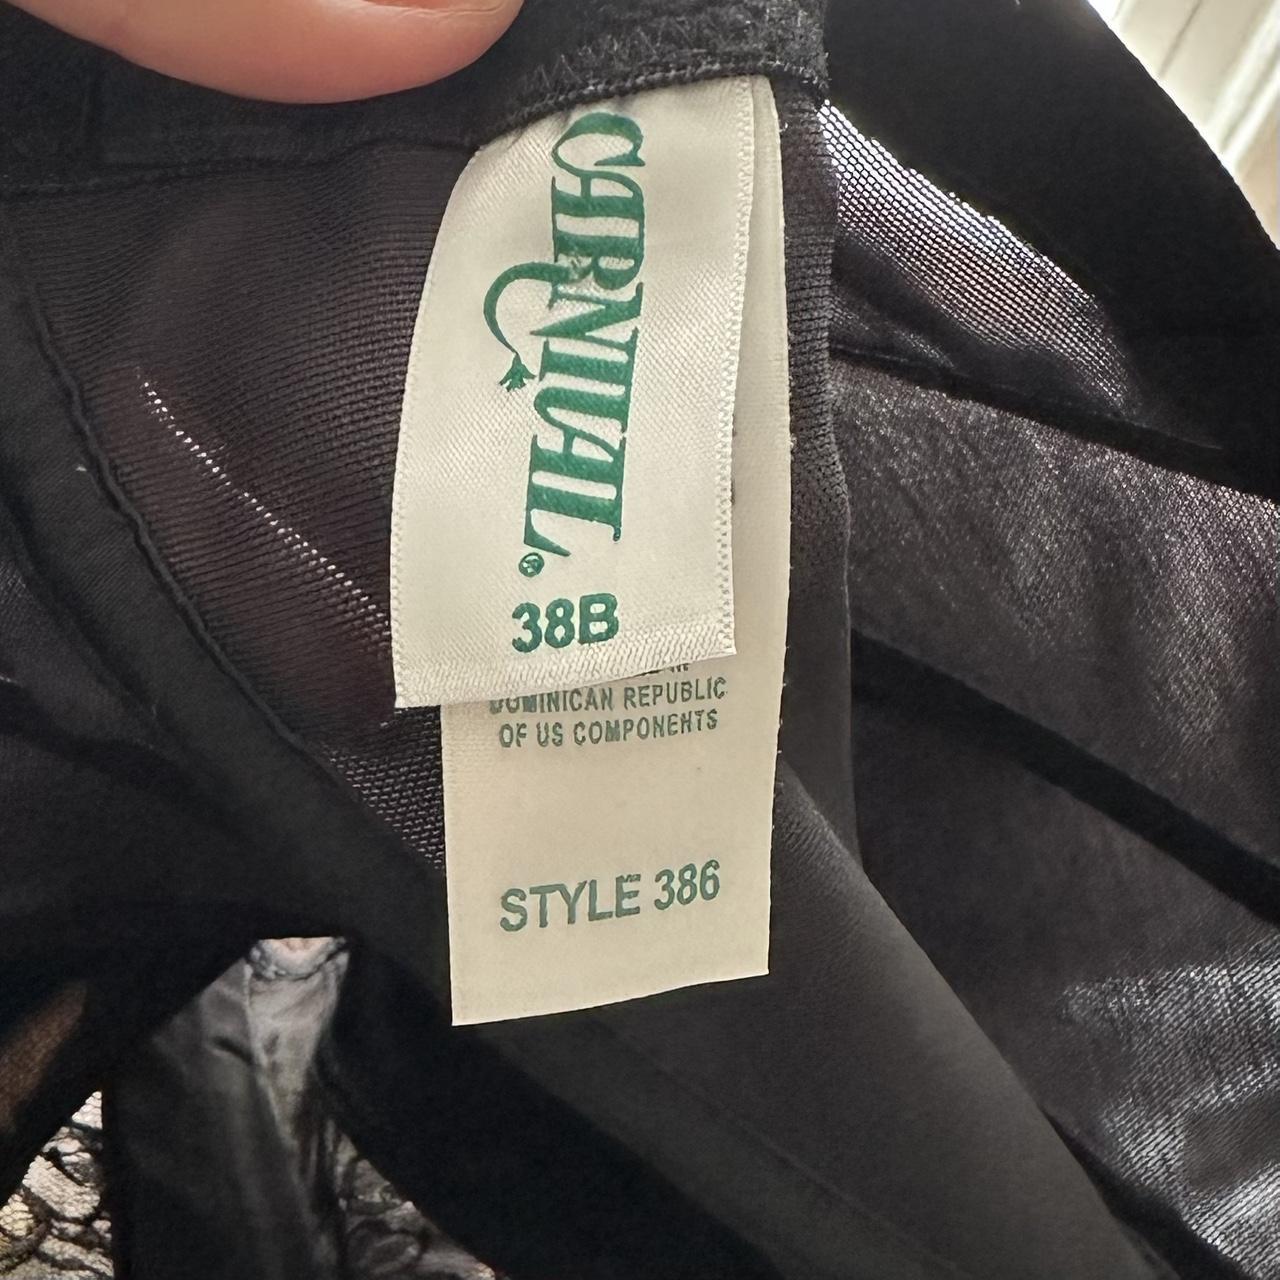 CARNIVAL®
38B
DOMINICAN REPUBLIC
OF US COMPONENTS
STYLE 386